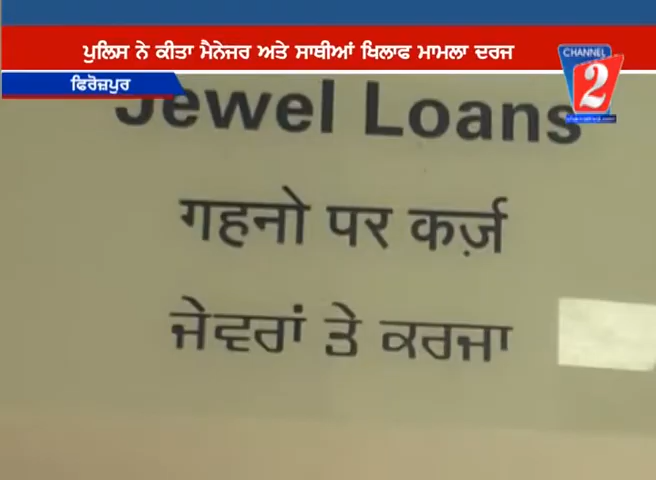 ਪੁਲਿਸ ਨੇ ਕੀਤਾ ਮੈਨੇਜਰ ਅਤੇ ਸਾਥੀਆਂ ਖਿਲਾਫ ਮਾਮਲਾ ਦਰਜ
CHANNEL
2
ਫਿਰੋਜ਼ਪੁਰ
Jewel Loans
गहनो पर कर्ज़
ਜੇਵਰਾਂ ਤੇ ਕਰਜਾ